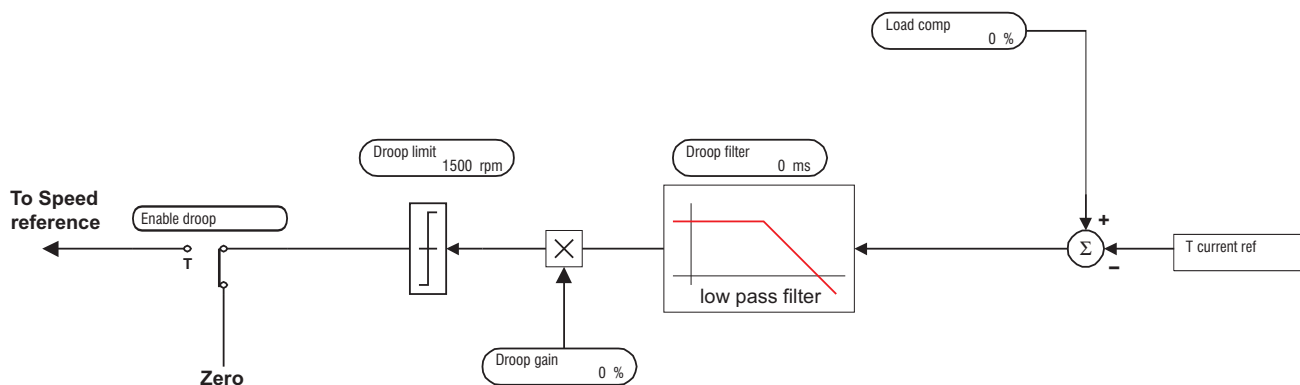 Load comp
0 %
Droop limit
1500 rpm
Droop filter
0 ms
To Speed
reference
Enable droop
T
+
Σ
−
T current ref
low pass filter
Droop gain
0 %
Zero